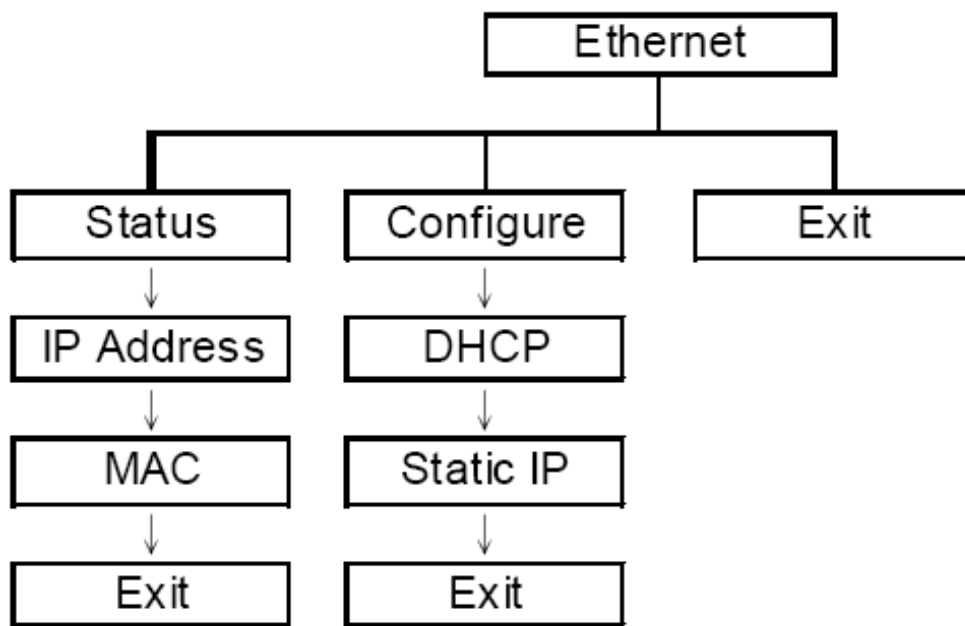 Ethernet
Status
Configure
Exit
IP Address
DHCP
MAC
Static IP
Exit
Exit